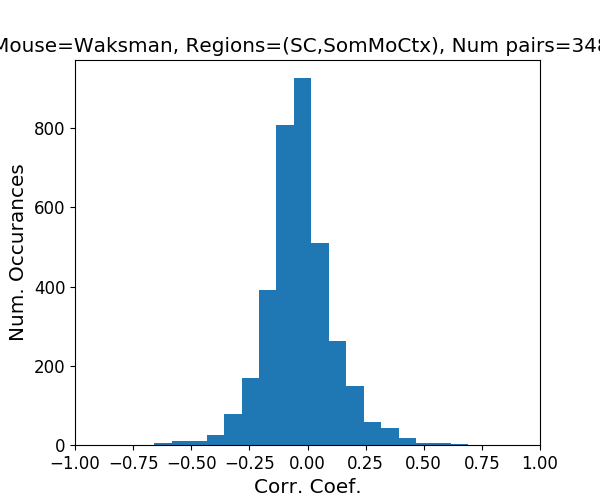 Mouse=Waksman, Regions=(SC,SomMoCtx), Num pairs=348
800
600
400
200
0
Num. Occurances
−1.00 −0.75 −0.50 −0.25 0.00 0.25 0.50 0.75 1.00
Corr. Coef.